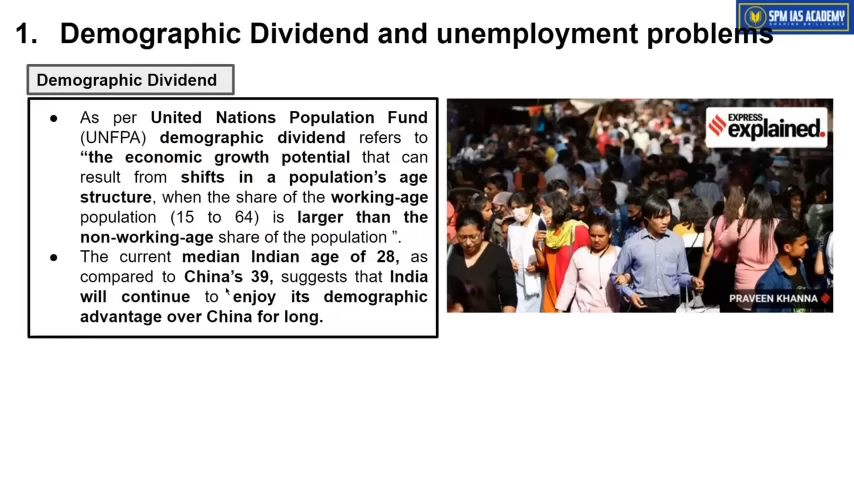 SPM IAS ACADEMY
SHAPING BRILLIANCE
1. Demographic Dividend and unemployment problems
Demographic Dividend
● As per United Nations Population Fund
(UNFPA) demographic dividend refers to
“the economic growth potential that can
result from shifts in a population’s age
structure, when the share of the working-age
population (15 to 64) is larger than the
non-working-age share of the population ”.
● The current median Indian age of 28, as
compared to China’s 39, suggests that India
will continue to enjoy its demographic
advantage over China for long.
EXPRESS
explained.
PRAVEEN KHANNA